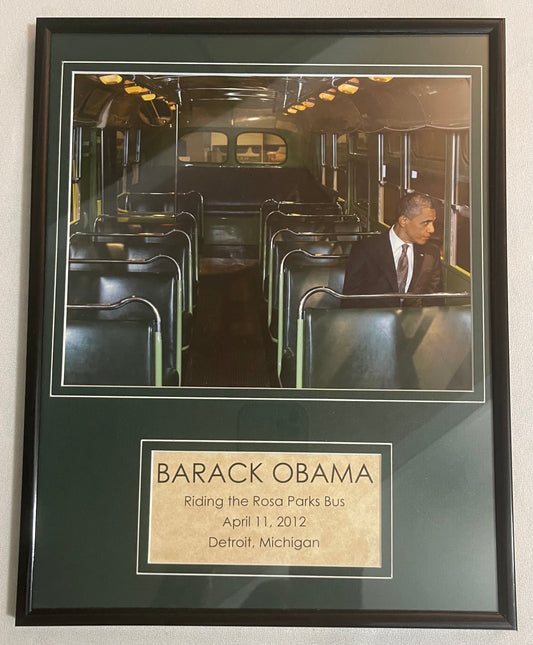 BARACK OBAMA
Riding the Rosa Parks Bus
April 11, 2012
Detroit, Michigan